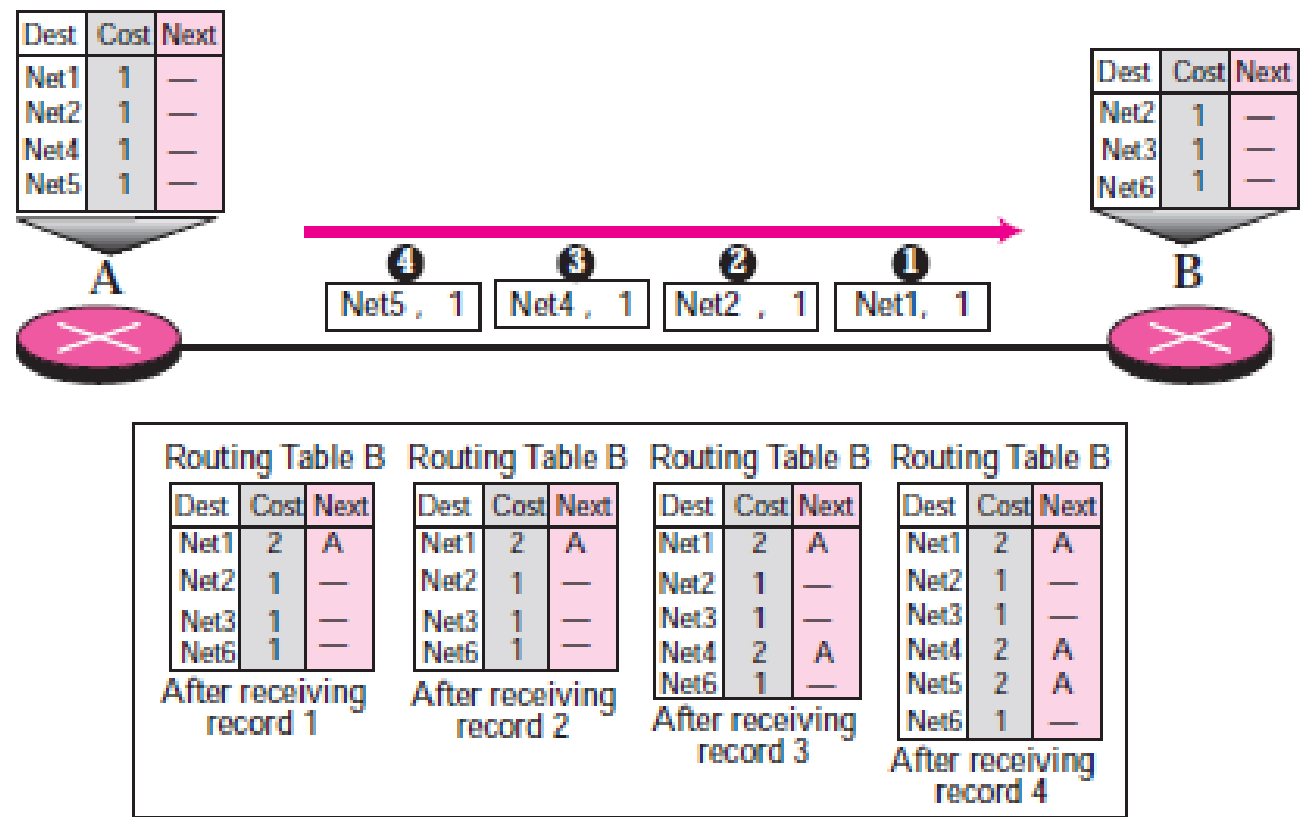 Dest Cost Next
Net1 1 —
Net2 1 —
Net4 1 —
Net5 1 —
A
Dest Cost Next
Net2 1 —
Net3 1 —
Net6 1 —
B
4 3 2 1
Net5 , 1 Net4 , 1 Net2 , 1 Net1, 1
Routing Table B
Dest Cost Next
Net1 2 A
Net2 1 —
Net3 1 —
Net6 1 —
After receiving
record 1
Routing Table B
Dest Cost Next
Net1 2 A
Net2 1 —
Net3 1 —
Net6 1 —
After receiving
record 2
Routing Table B
Dest Cost Next
Net1 2 A
Net2 1 —
Net3 1 —
Net4 2 A
Net6 1 —
After receiving
record 3
Routing Table B
Dest Cost Next
Net1 2 A
Net2 1 —
Net3 1 —
Net4 2 A
Net5 2 A
Net6 1 —
After receiving
record 4